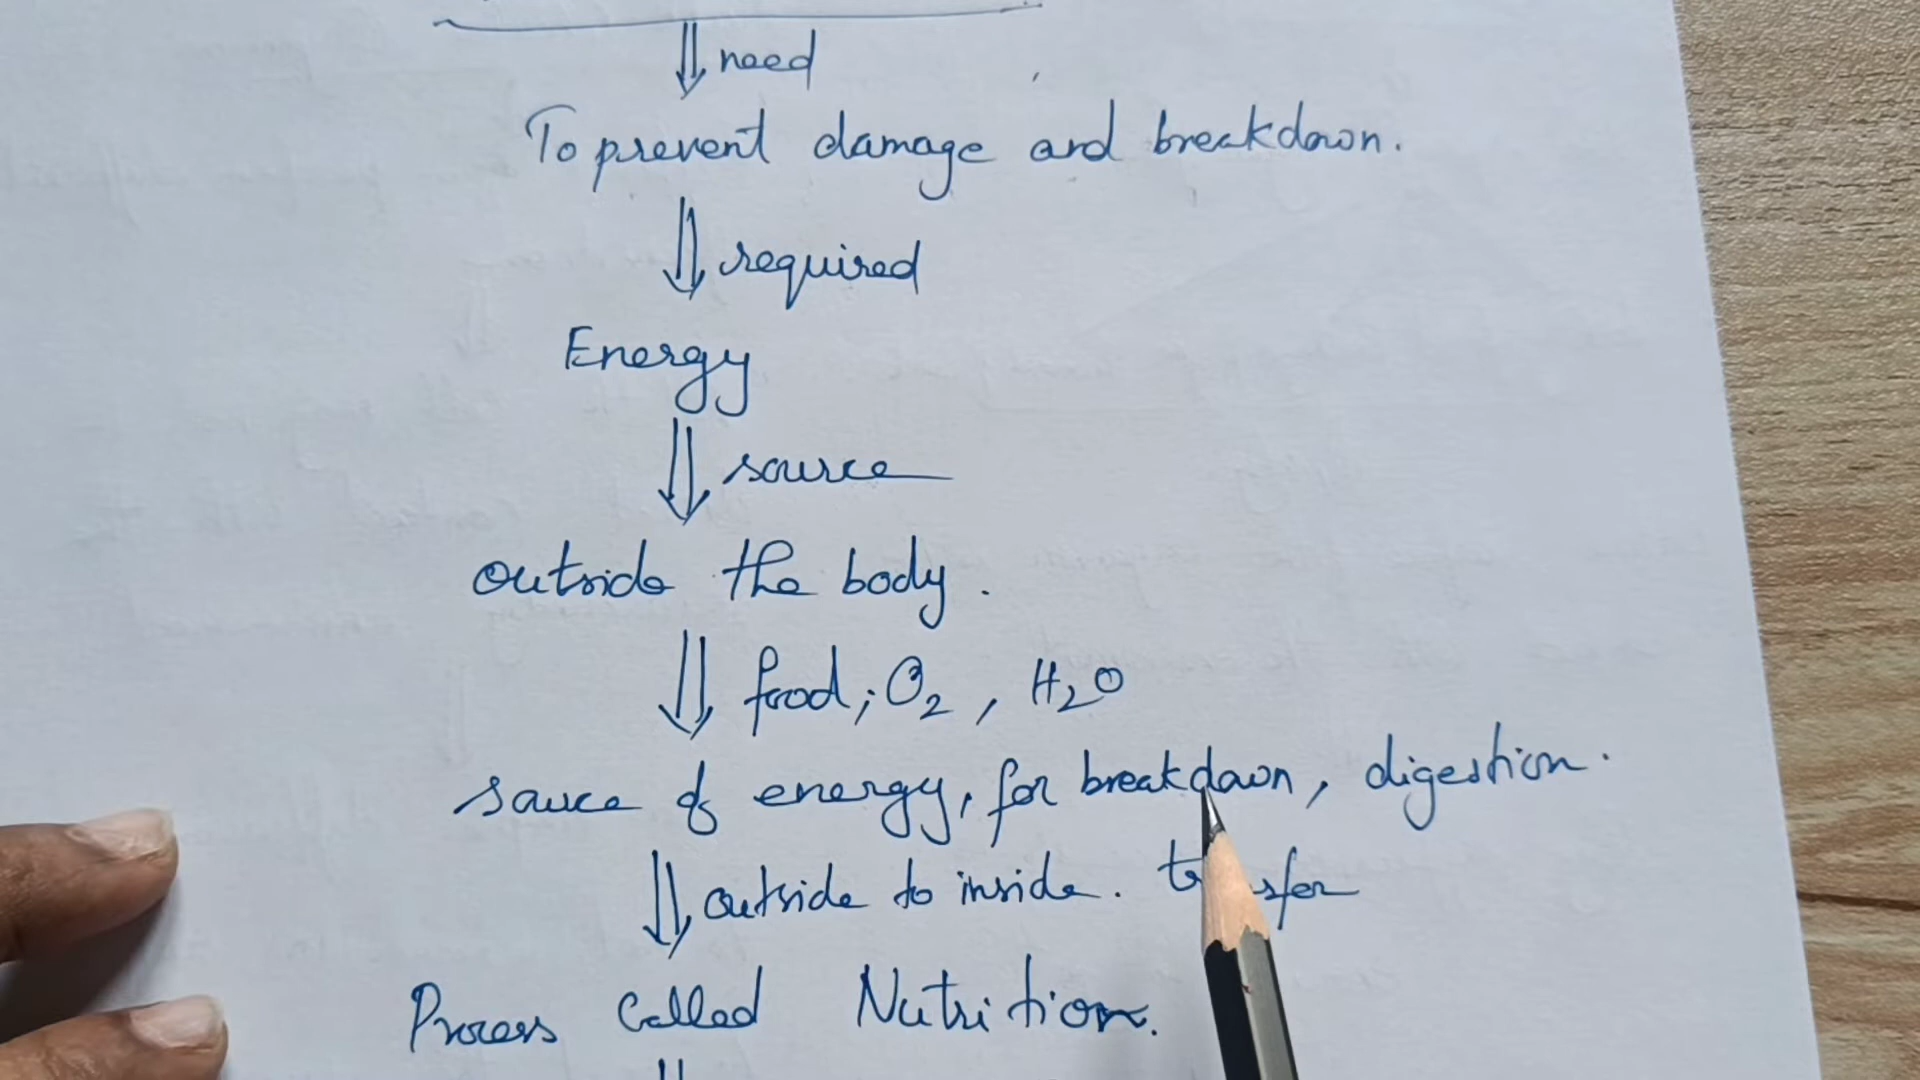 need
To prevent damage and breakdown.
required
Energy
source
outside the body.
food; O2, H2O
source of energy, for breakdown, digestion.
outside to inside.
Process Called Nutrition.